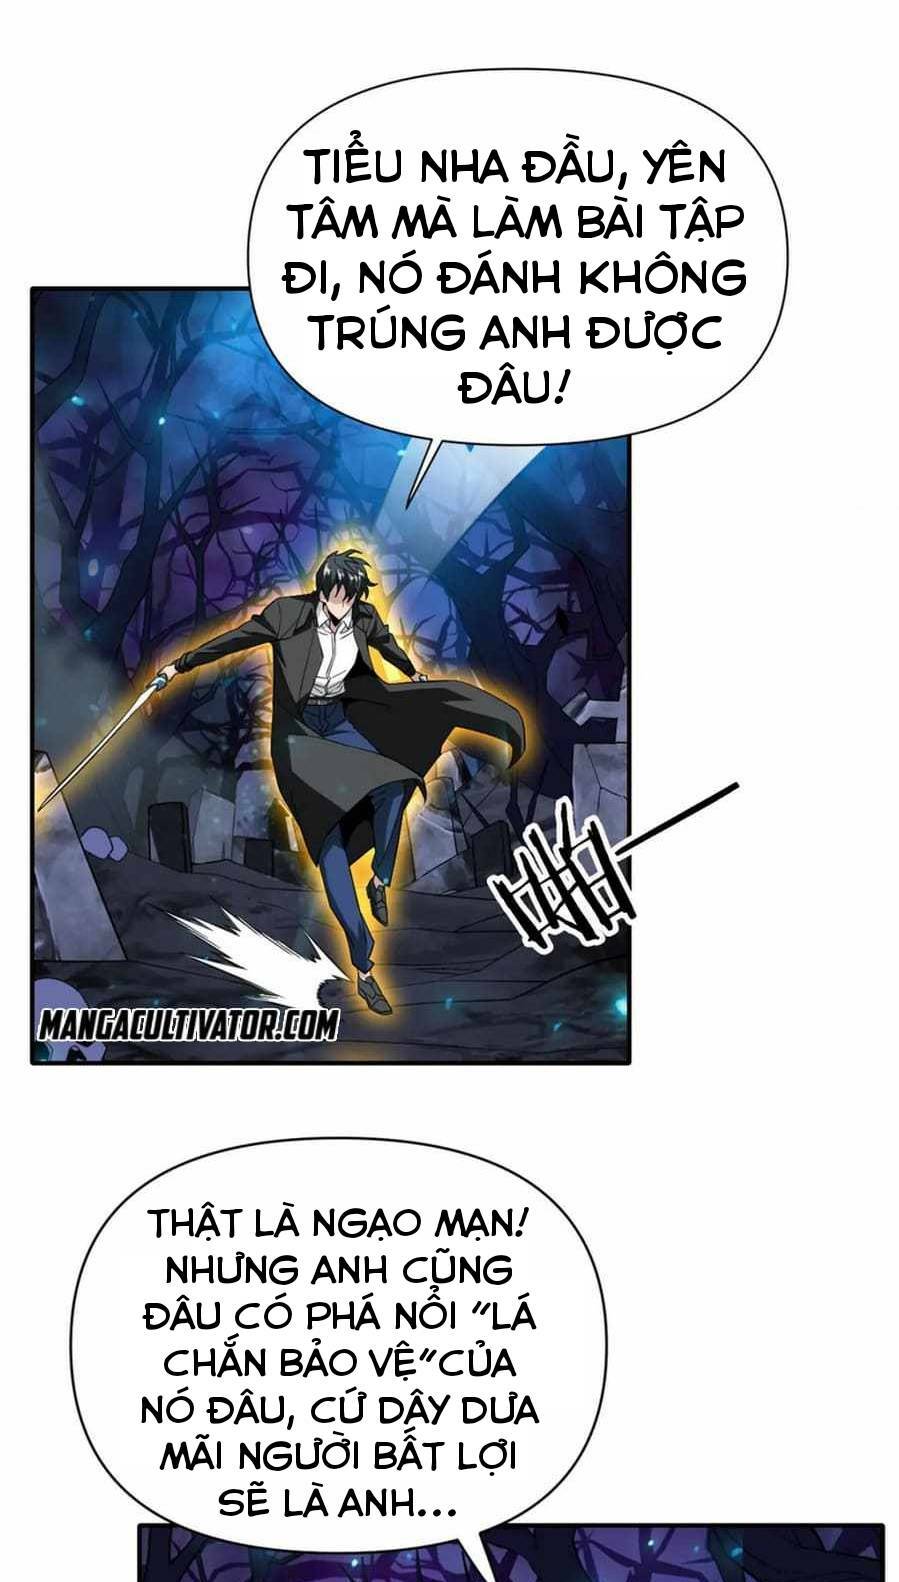 TIỂU NHA ĐẦU, YÊN
TÂM MÀ LÀM BÀI TẬP
ĐI, NÓ ĐÁNH KHÔNG
TRÚNG ANH ĐƯỢC
ĐÂU!
MANGACULTIVATOR.COM
THẬT LÀ NGẠO MẠN!
NHƯNG ANH CŨNG
ĐÂU CÓ PHÁ NỔI "LÁ
CHẮN BẢO VỆ"CỦA
NÓ ĐÂU, CỨ DÂY DƯA
MÃI NGƯỜI BẤT LỢI
SẼ LÀ ANH...